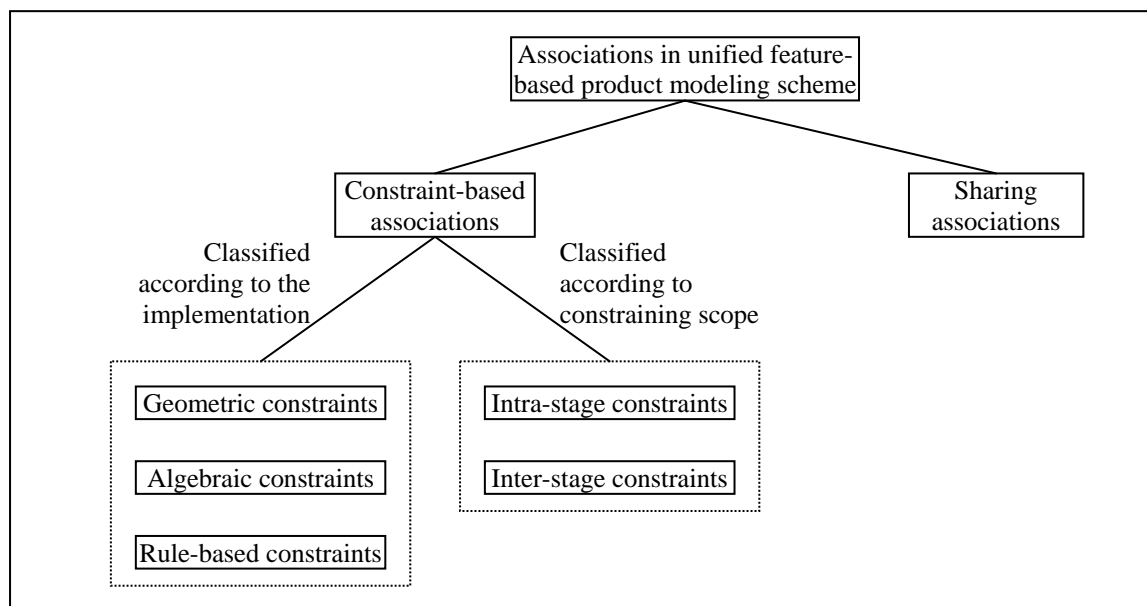 Associations in unified feature-
based product modeling scheme
Constraint-based
associations
Sharing
associations
Classified
according to the
implementation
Classified
according to
constraining scope
Geometric constraints
Algebraic constraints
Rule-based constraints
Intra-stage constraints
Inter-stage constraints